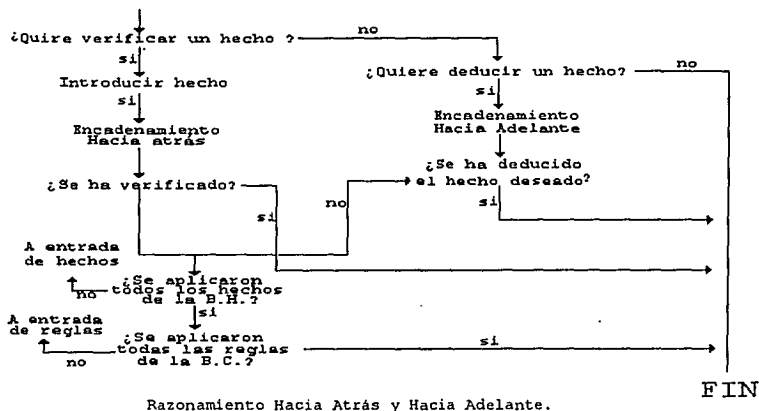 ¿Quire verificar un hecho ?
no
si
Introducir hecho
si
Encadenamiento
Hacia atrás
¿Se ha verificado?
¿Quiere deducir un hecho?
no
si
Encadenamiento
Hacia Adelante
¿Se ha deducido
el hecho deseado?
si
no
si
A entrada
de hechos
no
¿Se aplicaron
todos los hechos
de la B.H.?
si
A entrada
de reglas
no
¿Se aplicaron
todas las reglas
de la B.C.?
si
FIN
Razonamiento Hacia Atrás y Hacia Adelante.